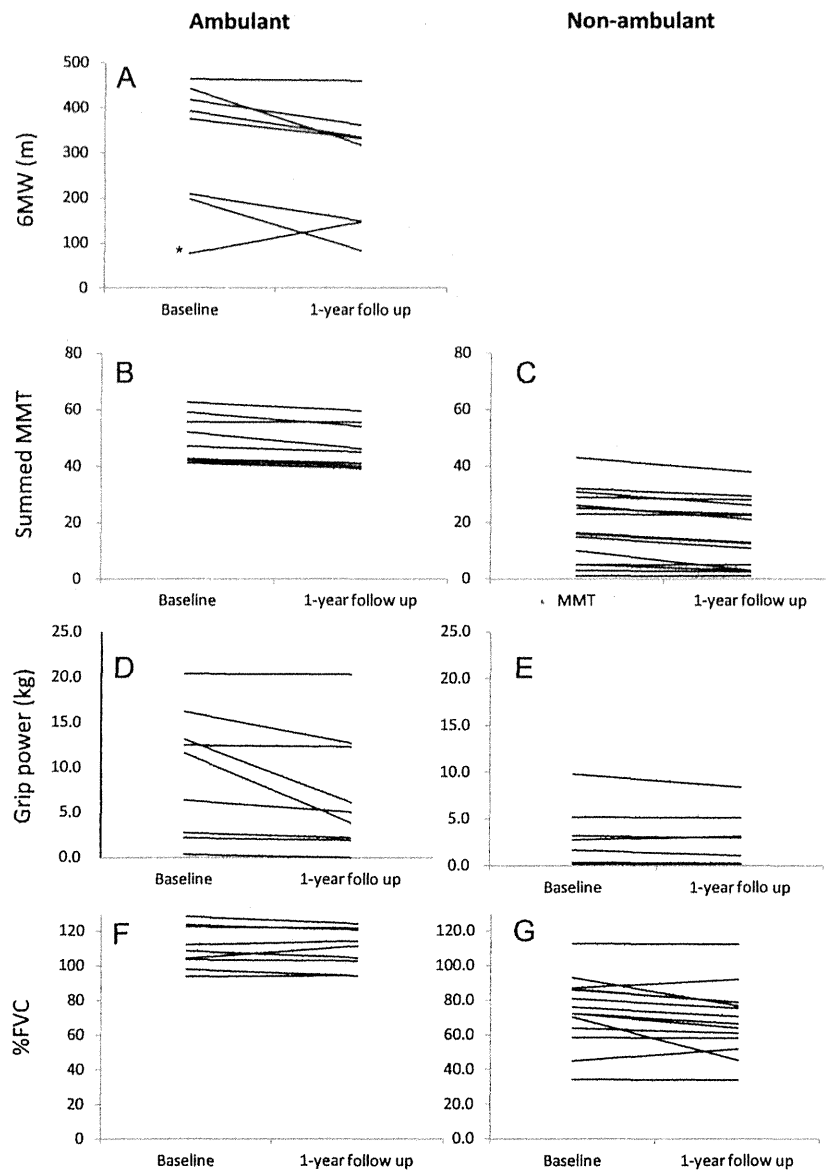 Ambulant
Non-ambulant
A
6MW (m)
500
400
300
200
100
0
*
Baseline
1-year follo up
B
Summed MMT
80
60
40
20
0
Baseline
1-year follow up
C
80
60
40
20
0
MMT
1-year follow up
D
Grip power (kg)
25.0
20.0
15.0
10.0
5.0
0.0
Baseline
1-year follo up
E
25.0
20.0
15.0
10.0
5.0
0.0
Baseline
1-year follow up
F
%FVC
120
100
80
60
40
20
0
Baseline
1-year follow up
G
120.0
100.0
80.0
60.0
40.0
20.0
0.0
Baseline
1-year follow up